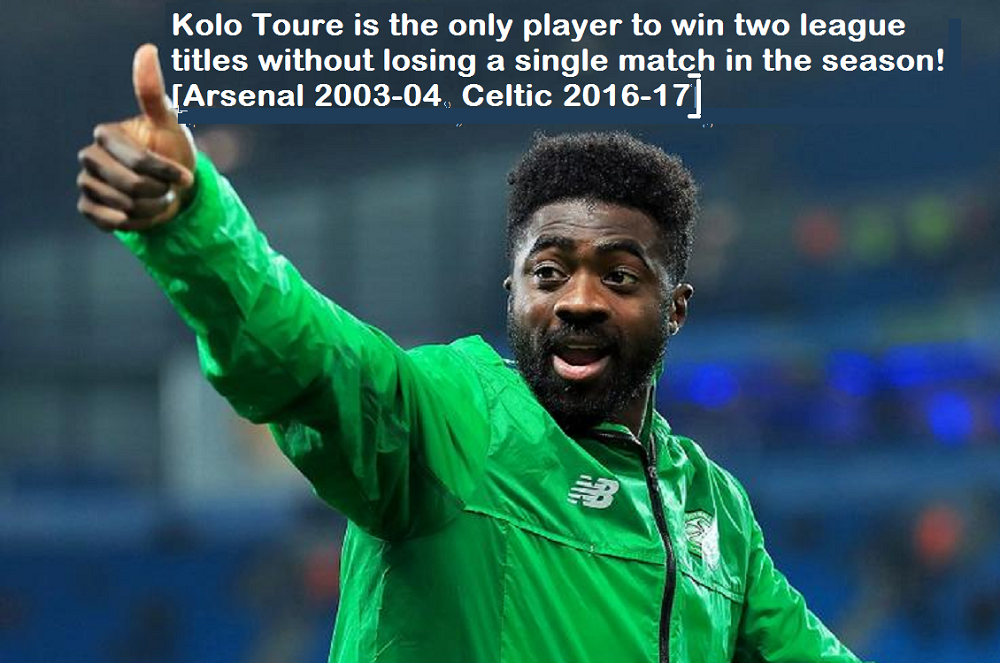 Kolo Toure is the only player to win two league
titles without losing a single match in the season!
[Arsenal 2003-04, Celtic 2016-17]
NB